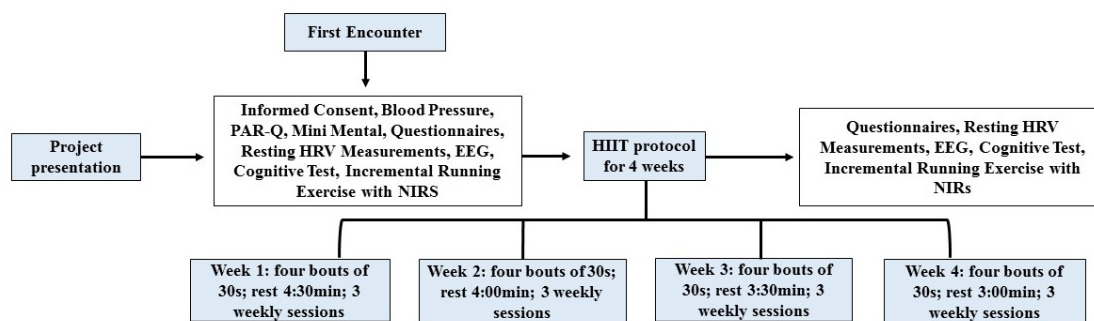 First Encounter
Project
presentation
Informed Consent, Blood Pressure,
PAR-Q, Mini Mental, Questionnaires,
Resting HRV Measurements, EEG,
Cognitive Test, Incremental Running
Exercise with NIRS
HIIT protocol
for 4 weeks
Questionnaires, Resting HRV
Measurements, EEG, Cognitive Test,
Incremental Running Exercise with
NIRs
Week 1: four bouts of
30s; rest 4:30min; 3
weekly sessions
Week 2: four bouts of 30s;
rest 4:00min; 3 weekly
sessions
Week 3: four bouts of
30s; rest 3:30min; 3
weekly sessions
Week 4: four bouts of
30s; rest 3:00min; 3
weekly sessions